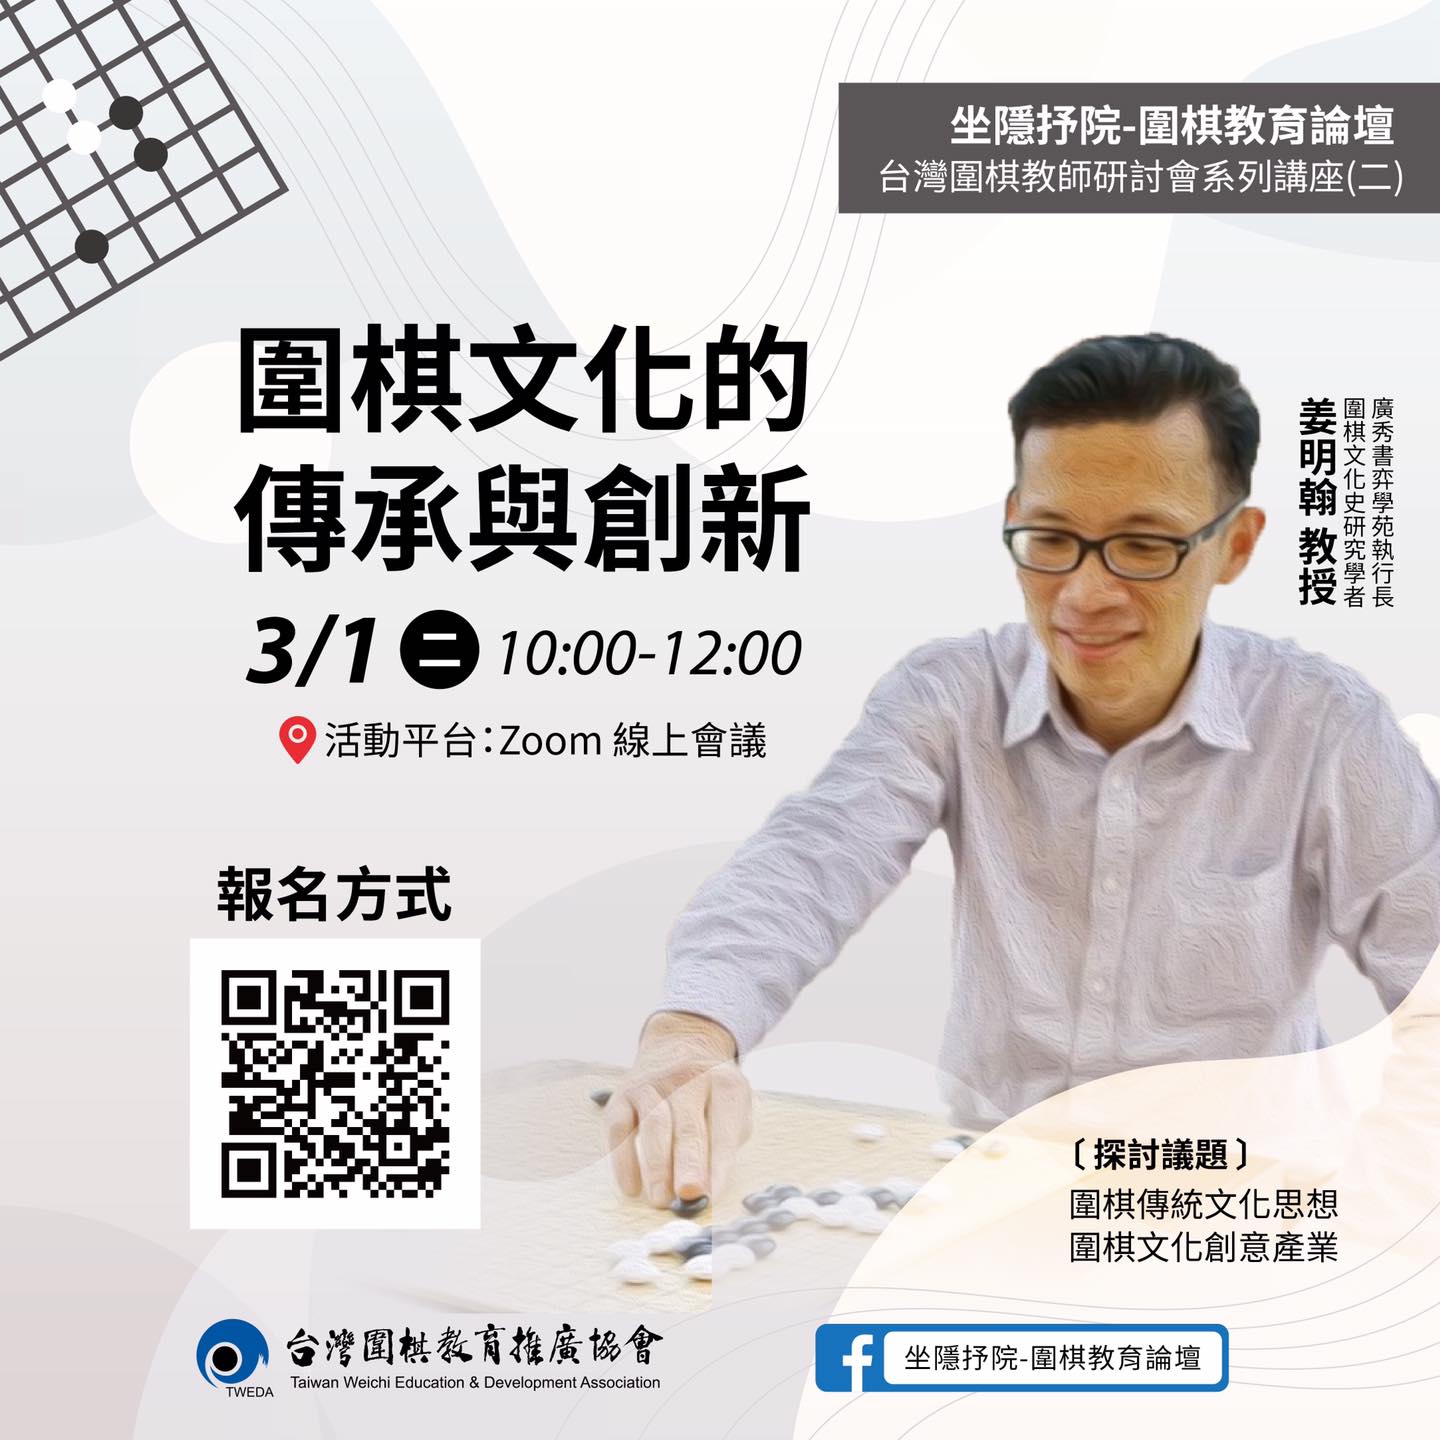 坐隱抒院-圍棋教育論壇
台灣圍棋教師研討會系列講座(二)
圍棋文化的
傳承與創新
3/1 二 10:00-12:00
活動平台：Zoom 線上會議
廣秀書弈學苑執行長
圍棋文化史研究學者
姜明翰 教授
報名方式
〔 探討議題 〕
圍棋傳統文化思想
圍棋文化創意產業
TWEDA
台灣圍棋教育推廣協會
Taiwan Weichi Education & Development Association
坐隱抒院-圍棋教育論壇